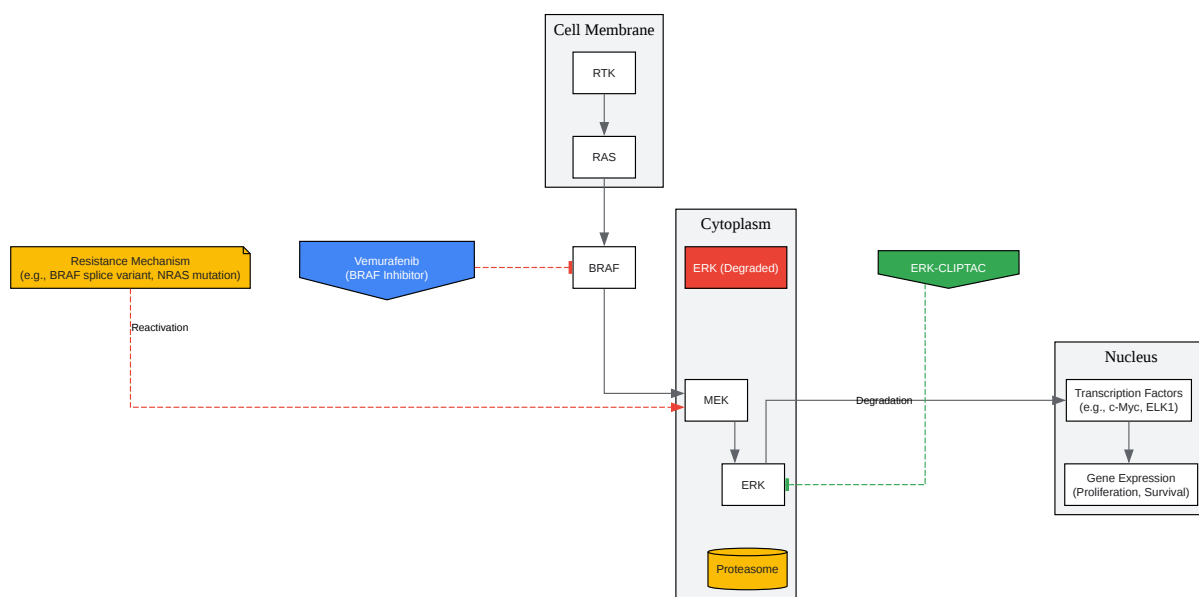 Cell Membrane
RTK
RAS
Cytoplasm
Resistance Mechanism
(e.g., BRAF splice variant, NRAS mutation)
Vemurafenib
(BRAF Inhibitor)
BRAF
ERK (Degraded)
ERK-CLIPTAC
Reactivation
Nucleus
MEK
Degradation
Transcription Factors
(e.g., c-Myc, ELK1)
ERK
Gene Expression
(Proliferation, Survival)
Proteasome